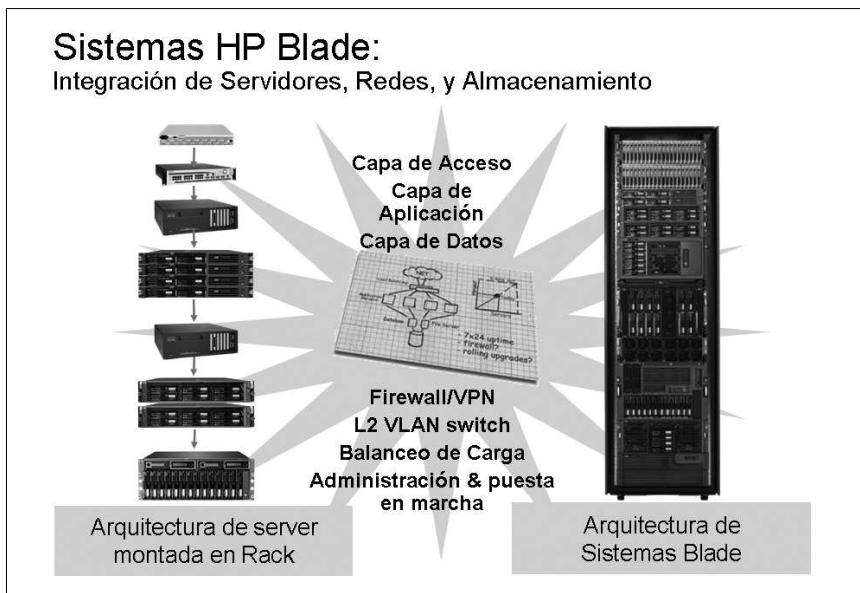 Sistemas HP Blade:
Integración de Servidores, Redes, y Almacenamiento
Capa de Acceso
Capa de
Aplicación
Capa de Datos
7x24 uptime
- firewall?
- rolling upgrades?
Firewall/VPN
L2 VLAN switch
Balanceo de Carga
Administración & puesta
en marcha
Arquitectura de server
montada en Rack
Arquitectura de
Sistemas Blade